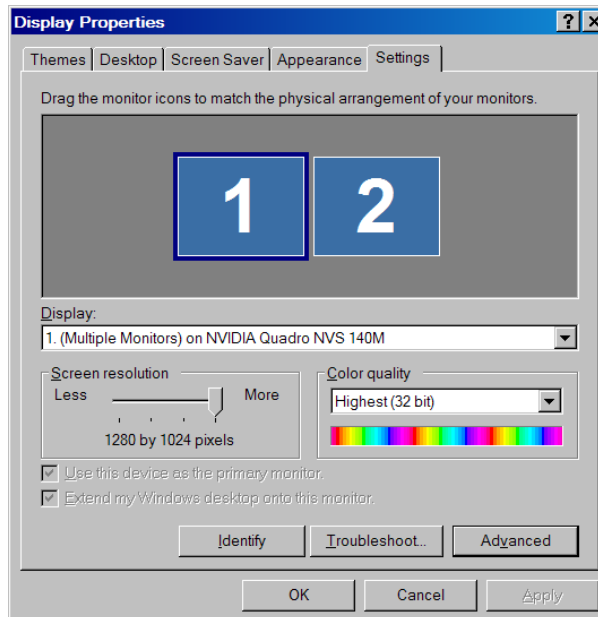 Display Properties
Themes Desktop Screen Saver Appearance Settings
Drag the monitor icons to match the physical arrangement of your monitors.
1 2
Display:
1. (Multiple Monitors) on NVIDIA Quadro NVS 140M
Screen resolution
Less More
1280 by 1024 pixels
Color quality
Highest (32 bit)
Use this device as the primary monitor.
Extend my Windows desktop onto this monitor.
Identify Troubleshoot... Advanced
OK Cancel Apply